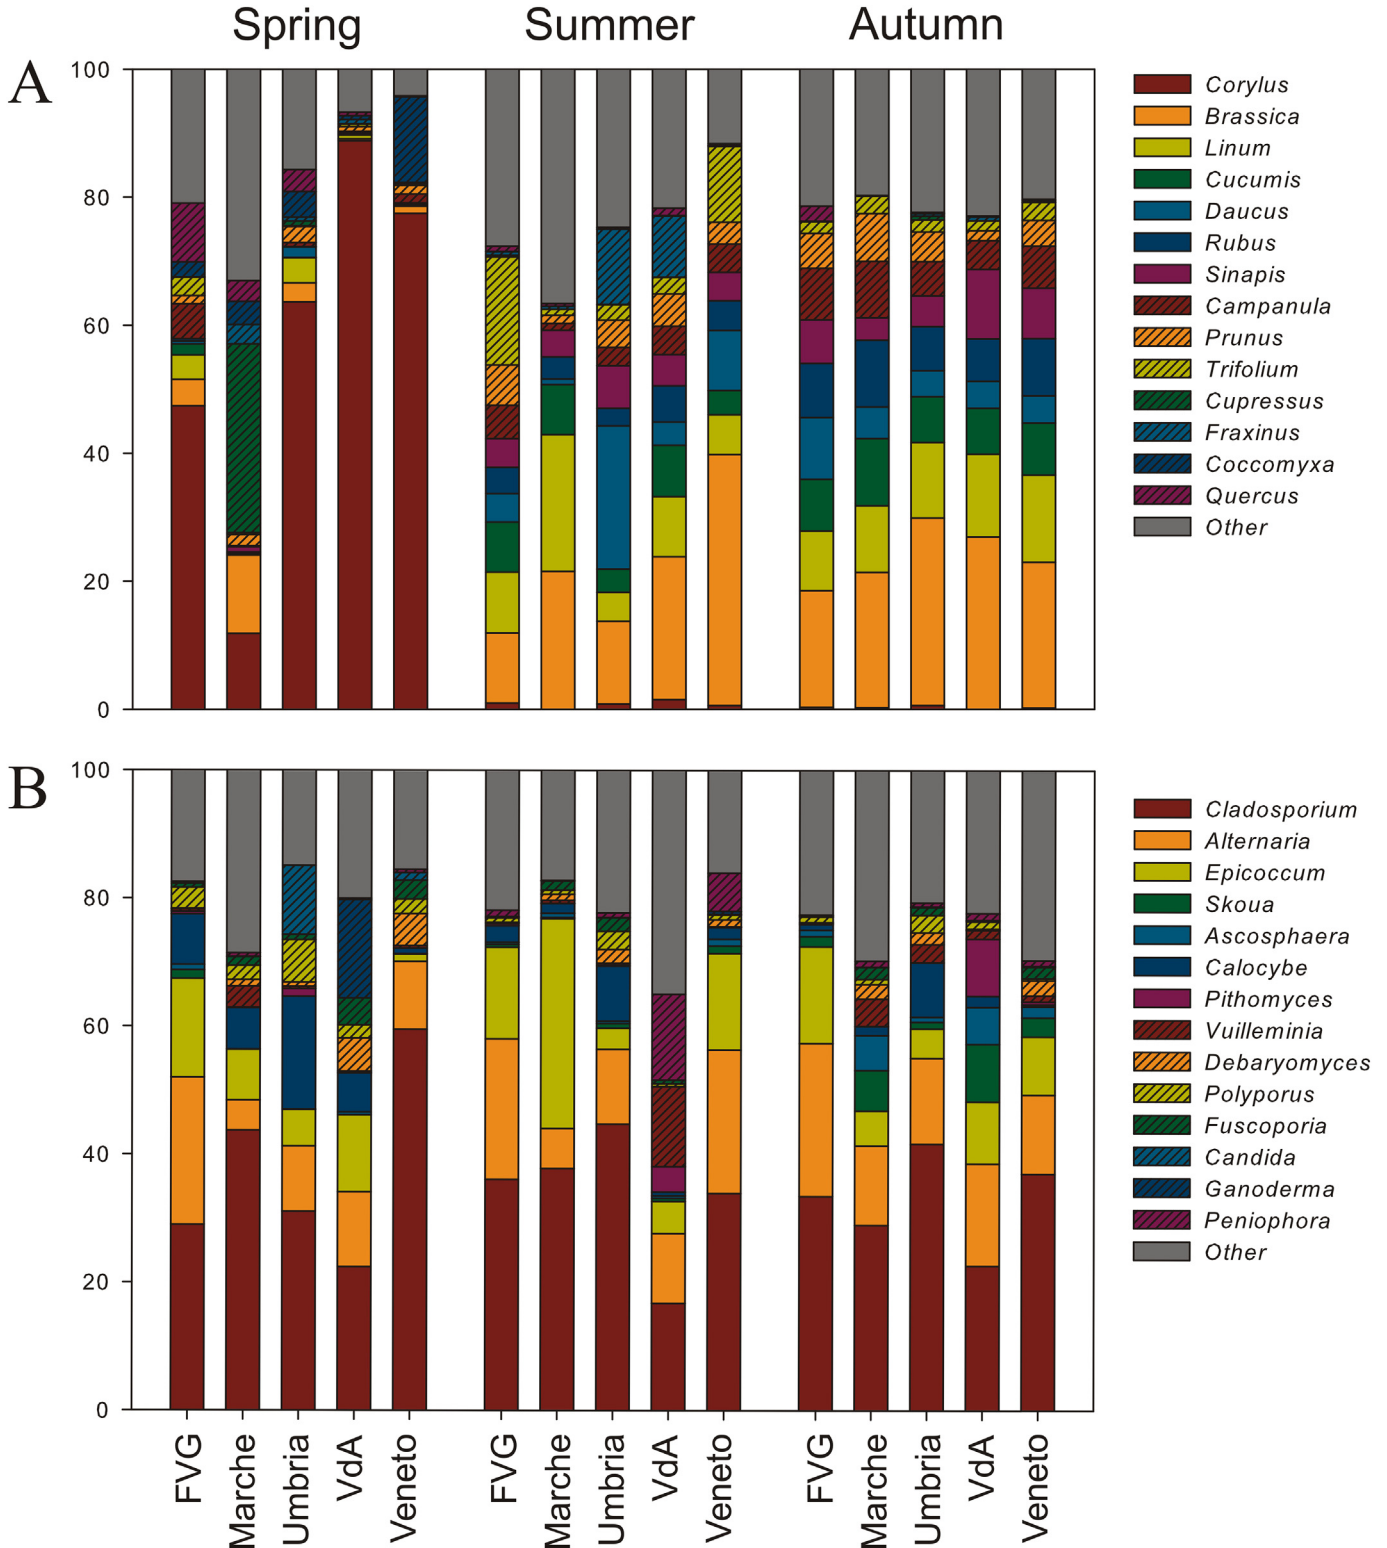 Spring Summer Autumn
A
100
80
60
40
20
0
Corylus
Brassica
Linum
Cucumis
Daucus
Rubus
Sinapis
Campanula
Prunus
Trifolium
Cupressus
Fraxinus
Coccomyxa
Quercus
Other
B
100
80
60
40
20
0
Cladosporium
Alternaria
Epicoccum
Skoua
Ascosphaera
Calocybe
Pithomyces
Vuilleminia
Debaryomyces
Polyporus
Fuscoporia
Candida
Ganoderma
Peniophora
Other
FVG Marche Umbria VdA Veneto FVG Marche Umbria VdA Veneto FVG Marche Umbria VdA Veneto